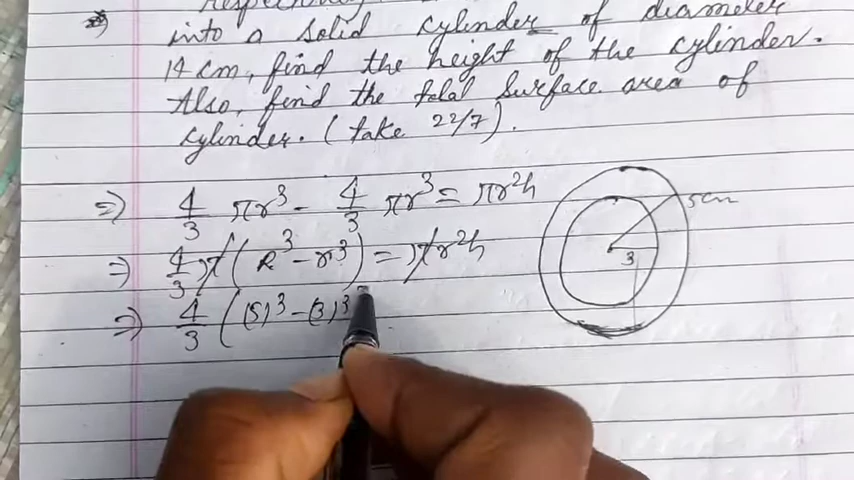 into a solid cylinder of diameter
14 cm, find the height of the cylinder.
Also, find the total surface area of
cylinder. (take 22/7).
⇒ 4/3 πr³ - 4/3 πr³ = πr²h
5cm
⇒ 4/3 π (R³ - r³) = πr²h
3
⇒ 4/3 ( (5)³ - (3)³